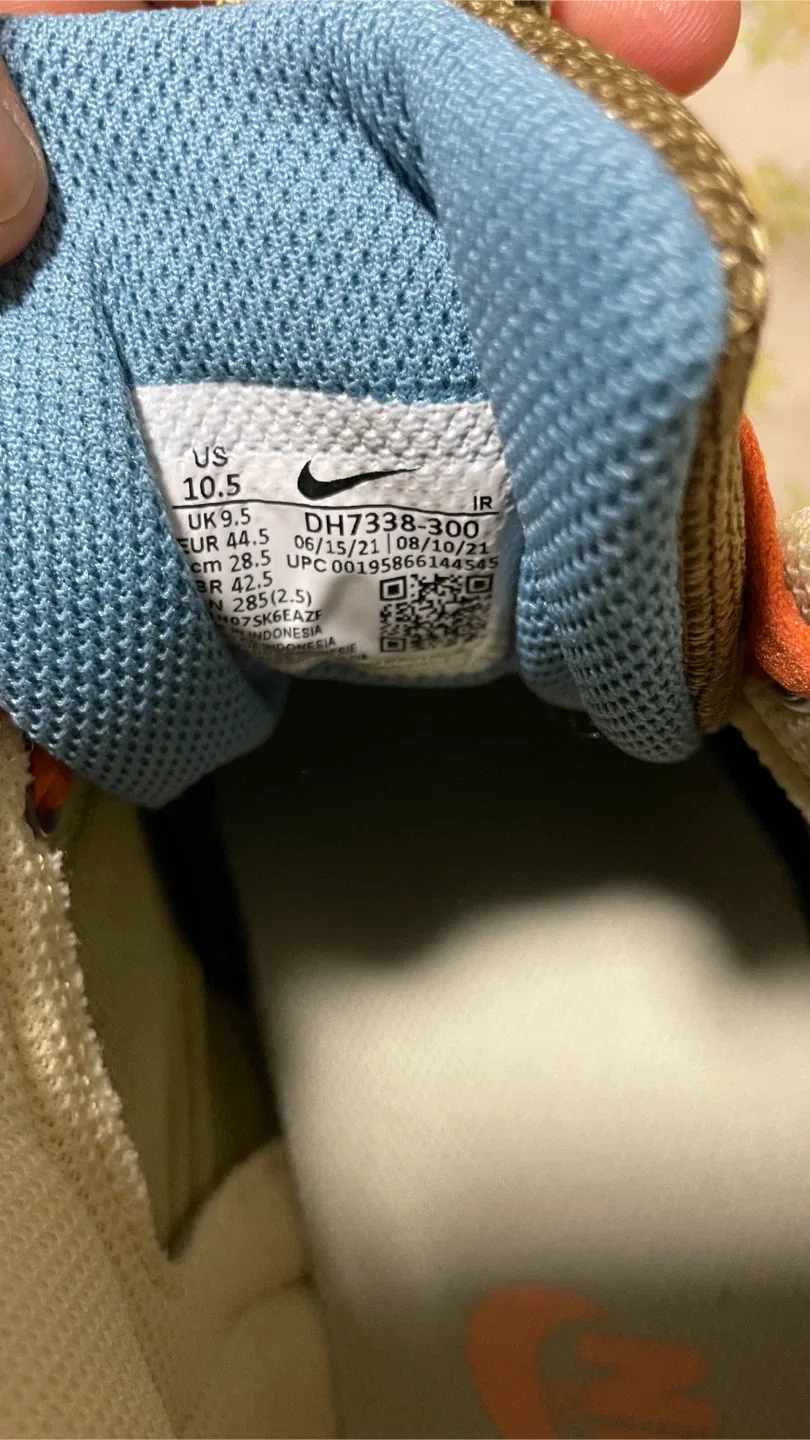 US
10.5
IR
UK 9.5
DH7338-300
EUR 44.5
06/15/21 | 08/10/21
cm 28.5
UPC 00195866144545
BR 42.5
285(2.5)
INDONESIA
INDONESIA